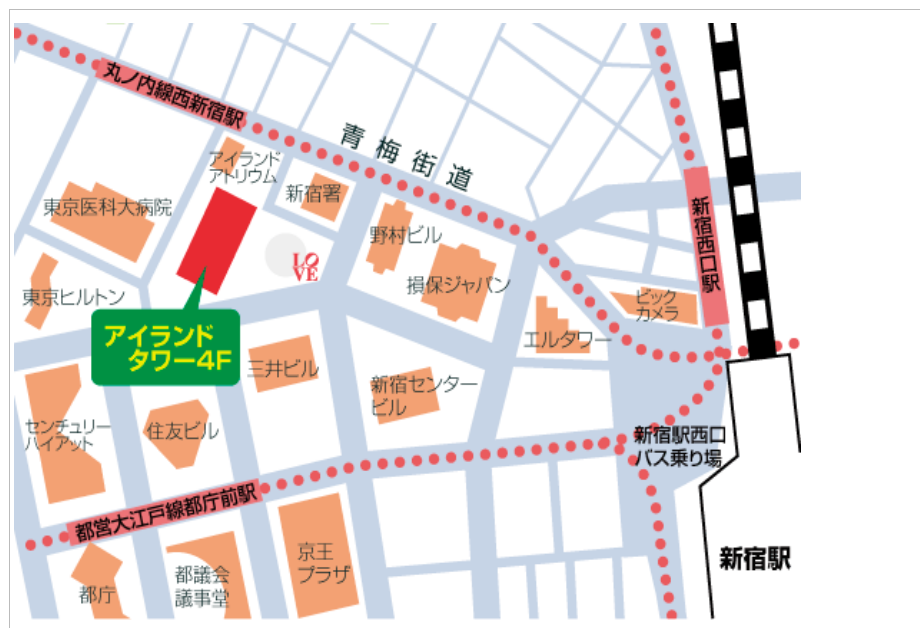 丸ノ内線西新宿駅
青梅街道
アイランド
アトリウム
新宿署
東京医科大病院
野村ビル
新宿西口駅
LO
VE
損保ジャパン
東京ヒルトン
ビック
カメラ
アイランド
タワー4F
エルタワー
三井ビル
新宿センター
ビル
センチュリー
ハイアット
住友ビル
新宿駅西口
バス乗り場
都営大江戸線都庁前駅
新宿駅
京王
プラザ
都議会
議事堂
都庁